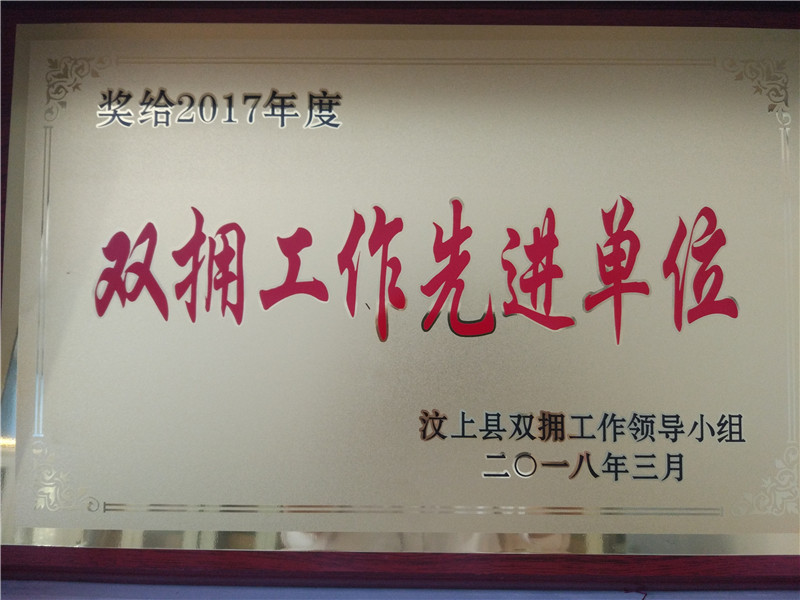 奖给2017年度
双拥工作先进单位
汶上县双拥工作领导小组
二〇一八年三月